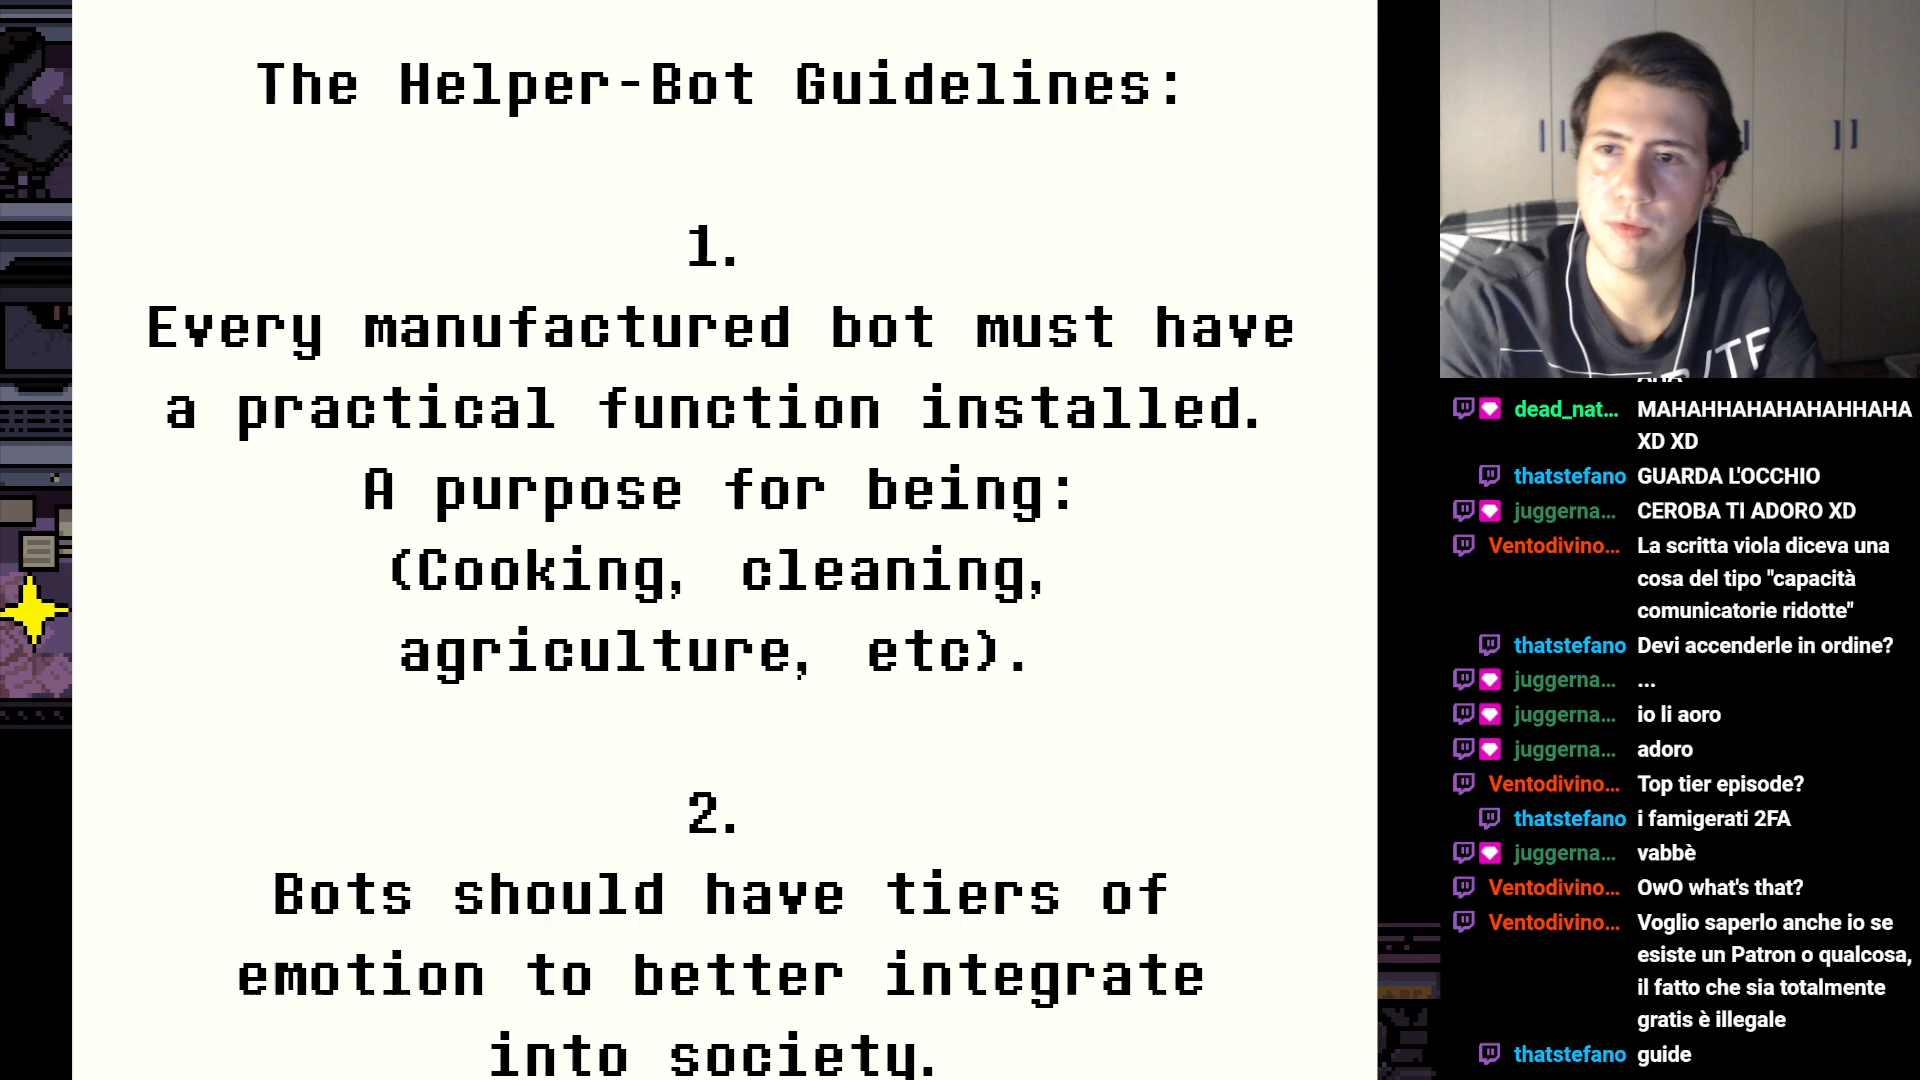 The Helper-Bot Guidelines:
1.
Every manufactured bot must have
a practical function installed.
A purpose for being:
(Cooking, cleaning,
agriculture, etc).
2.
Bots should have tiers of
emotion to better integrate
into society.
dead_nat... MAHAHHAHAHAHAHHAHA
XD XD
thatstefano GUARDA L'OCCHIO
juggerna... CEROBA TI ADORO XD
Ventodivino... La scritta viola diceva una
cosa del tipo "capacità
comunicatorie ridotte"
thatstefano Devi accenderle in ordine?
juggerna... ...
juggerna... io li aoro
juggerna... adoro
Ventodivino... Top tier episode?
thatstefano i famigerati 2FA
juggerna... vabbè
Ventodivino... OwO what's that?
Ventodivino... Voglio saperlo anche io se
esiste un Patron o qualcosa,
il fatto che sia totalmente
gratis è illegale
thatstefano guide